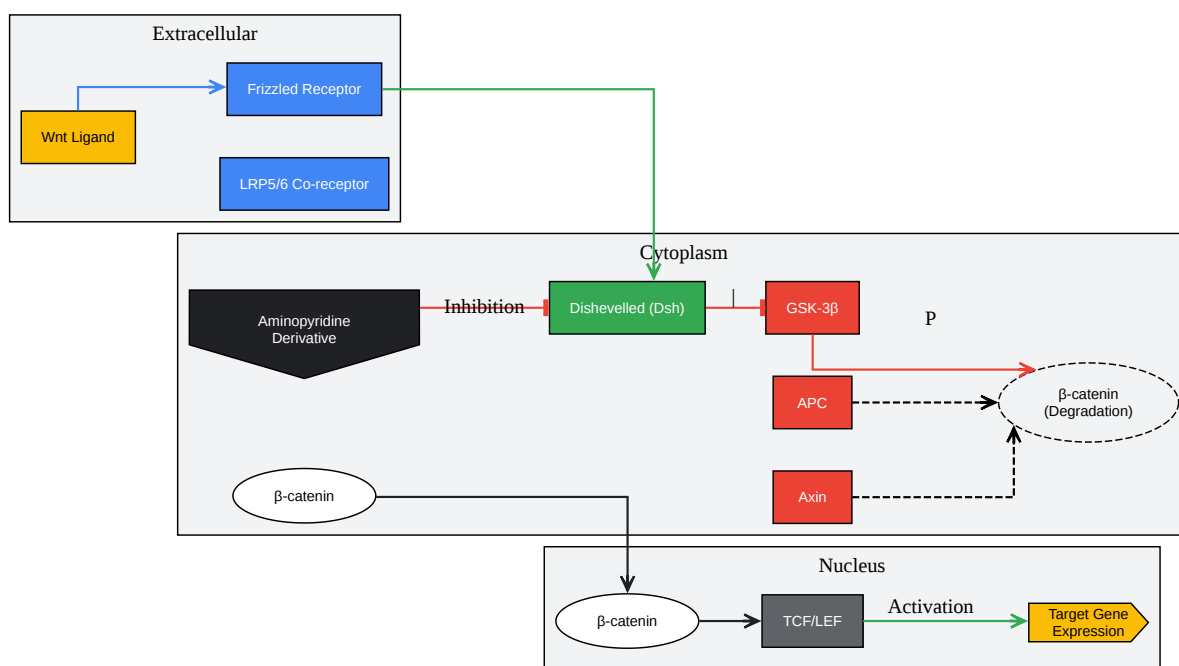 Extracellular
Frizzled Receptor
Wnt Ligand
LRP5/6 Co-receptor
Cytoplasm
Inhibition
Dishevelled (Dsh)
GSK-3β
P
Aminopyridine
Derivative
APC
β-catenin
(Degradation)
β-catenin
Axin
Nucleus
β-catenin
TCF/LEF
Activation
Target Gene
Expression